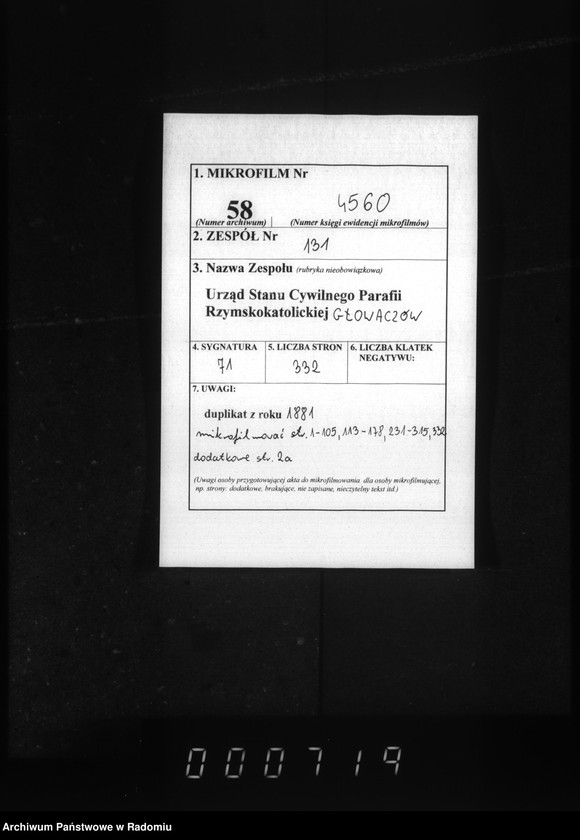 1. MIKROFILM Nr
58
4560
(Numer archiwum) (Numer księgi ewidencji mikrofilmów)
2. ZESPÓŁ Nr
131
3. Nazwa Zespołu (rubryka nieobowiązkowa)
Urząd Stanu Cywilnego Parafii
Rzymskokatolickiej GŁOWACZÓW
4. SYGNATURA 5. LICZBA STRON 6. LICZBA KLATEK
NEGATYWU:
71 332
7. UWAGI:
duplikat z roku 1881
mikrofilmować str. 1-105, 113-178, 231-315, 332
dodatkowe str. 2a
(Uwagi osoby przygotowującej akta do mikrofilmowania dla osoby mikrofilmującej,
np. strony: dodatkowe, brakujące, nie zapisane, nieczytelny tekst itd.)
000719
Archiwum Państwowe w Radomiu